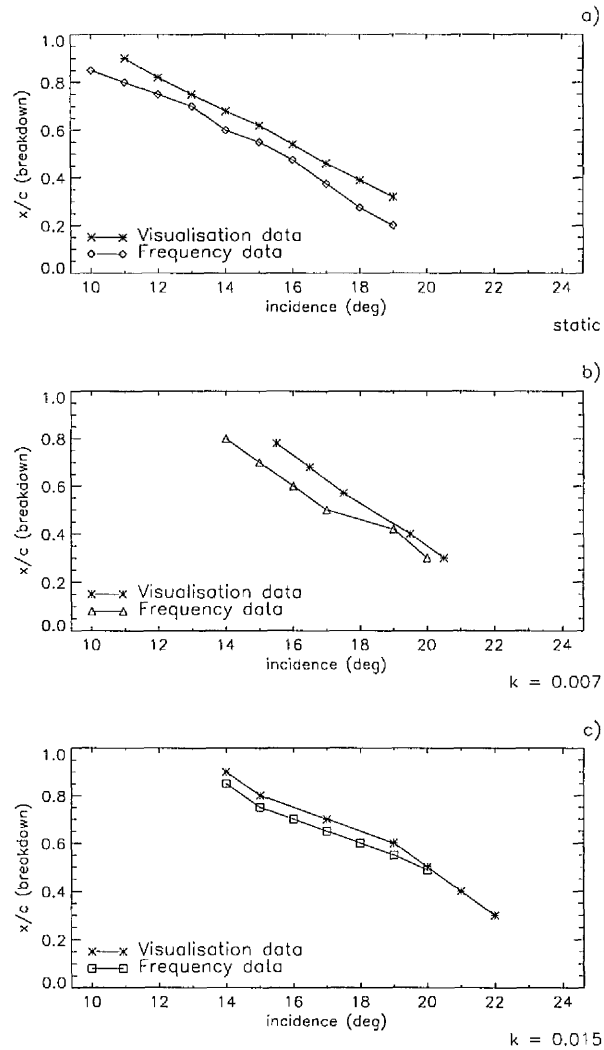 a)
1.0
0.8
0.6
0.4
0.2
0.0
x/c (breakdown)
Visualisation data
Frequency data
10 12 14 16 18 20 22 24
incidence (deg)
static
b)
1.0
0.8
0.6
0.4
0.2
0.0
x/c (breakdown)
Visualisation data
Frequency data
10 12 14 16 18 20 22 24
incidence (deg)
k = 0.007
c)
1.0
0.8
0.6
0.4
0.2
0.0
x/c (breakdown)
Visualisation data
Frequency data
10 12 14 16 18 20 22 24
incidence (deg)
k = 0.015